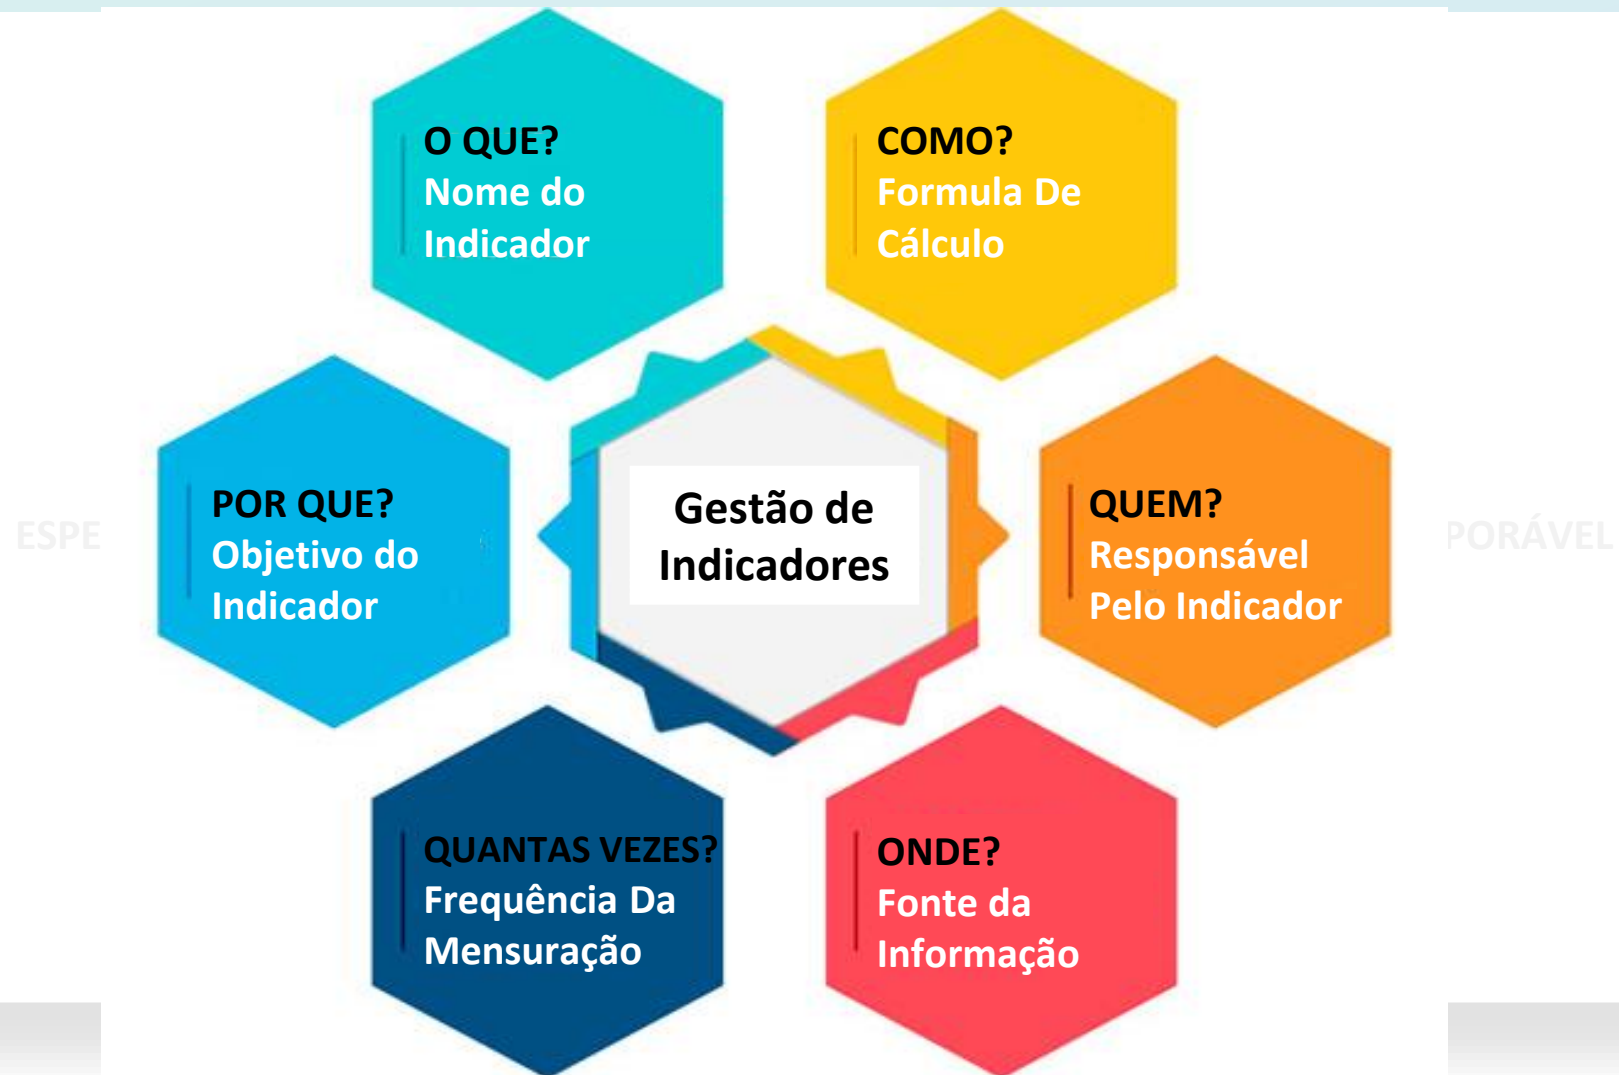 O QUE?
Nome do
Indicador
COMO?
Formula De
Cálculo
POR QUE?
Objetivo do
Indicador
Gestão de
Indicadores
QUEM?
Responsável
Pelo Indicador
QUANTAS VEZES?
Frequência Da
Mensuração
ONDE?
Fonte da
Informação
ESPE
PORÁVEL